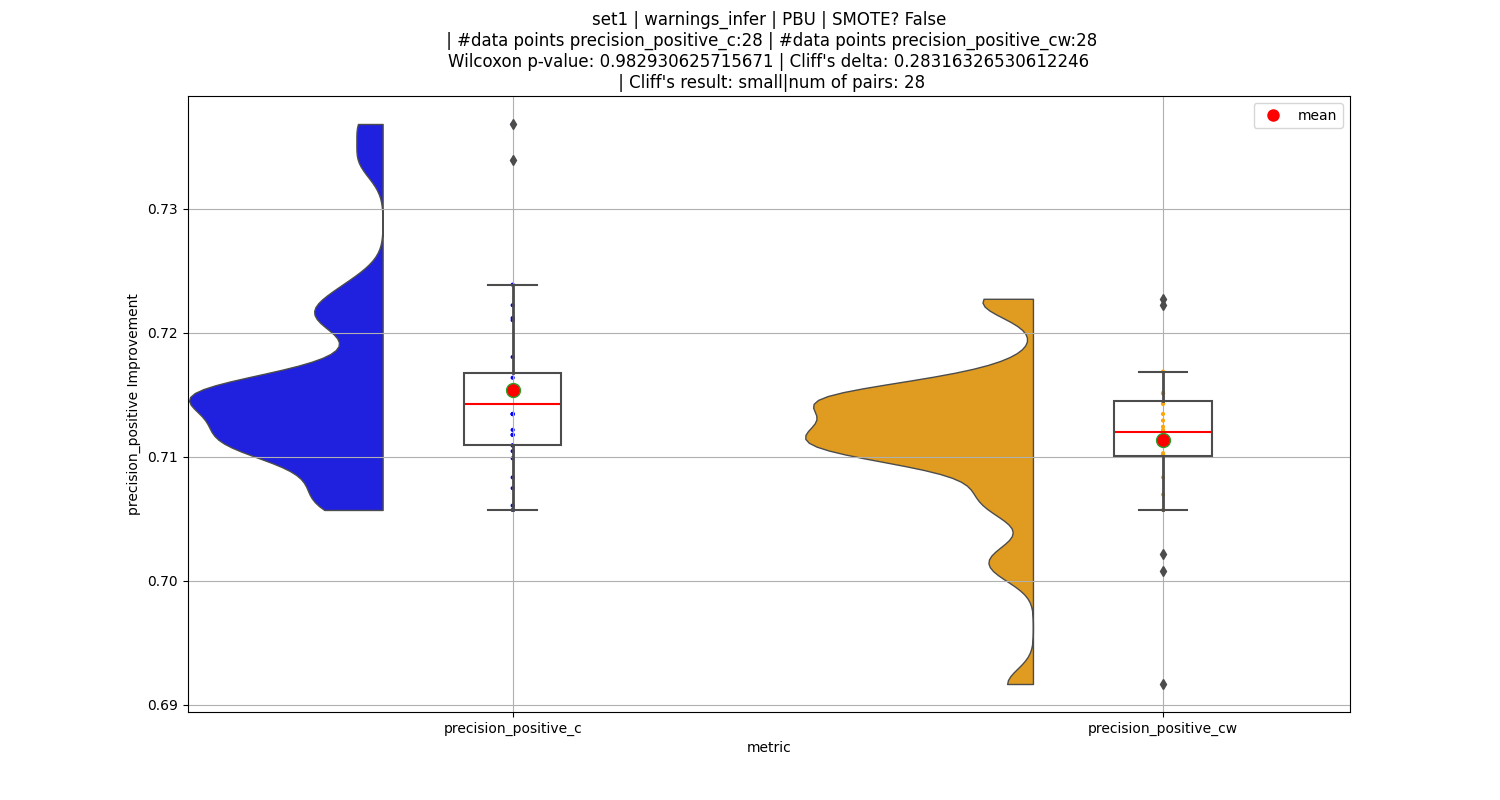 set1 | warnings_infer | PBU | SMOTE? False
| #data points precision_positive_c:28 | #data points precision_positive_cw:28
Wilcoxon p-value: 0.982930625715671 | Cliff's delta: 0.28316326530612246
| Cliff's result: small|num of pairs: 28
mean
0.73
0.72
0.71
0.70
0.69
precision_positive Improvement
precision_positive_c
precision_positive_cw
metric